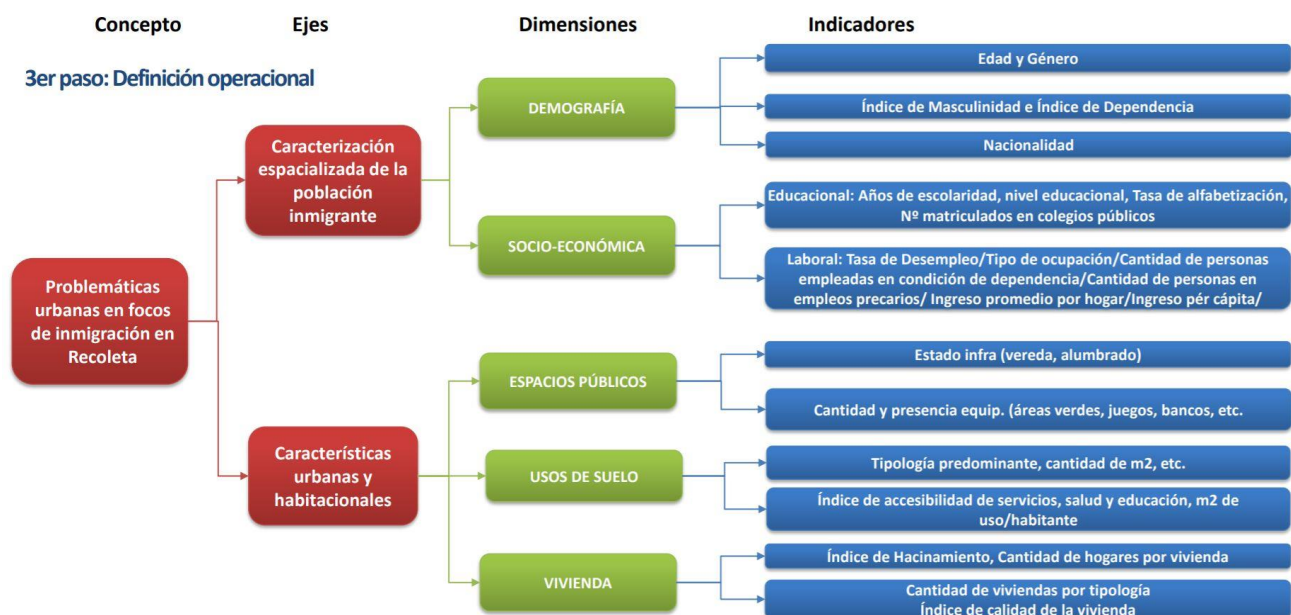 Concepto Ejes Dimensiones Indicadores
3er paso: Definición operacional
Problemáticas
urbanas en focos
de inmigración en
Recoleta
Caracterización
espacializada de la
población
inmigrante
DEMOGRAFÍA
Edad y Género
Índice de Masculinidad e Índice de Dependencia
Nacionalidad
SOCIO-ECONÓMICA
Educacional: Años de escolaridad, nivel educacional, Tasa de alfabetización,
Nº matriculados en colegios públicos
Laboral: Tasa de Desempleo/Tipo de ocupación/Cantidad de personas
empleadas en condición de dependencia/Cantidad de personas en
empleos precarios/ Ingreso promedio por hogar/Ingreso pér cápita/
Características
urbanas y
habitacionales
ESPACIOS PÚBLICOS
Estado infra (vereda, alumbrado)
Cantidad y presencia equip. (áreas verdes, juegos, bancos, etc.
USOS DE SUELO
Tipología predominante, cantidad de m2, etc.
Índice de accesibilidad de servicios, salud y educación, m2 de
uso/habitante
VIVIENDA
Índice de Hacinamiento, Cantidad de hogares por vivienda
Cantidad de viviendas por tipología
Índice de calidad de la vivienda